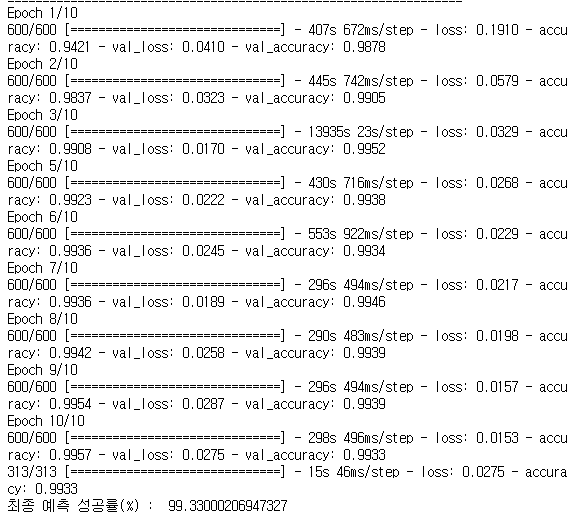 Epoch 1/10
600/600 [==============================] - 407s 672ms/step - loss: 0.1910 - accu
racy: 0.9421 - val_loss: 0.0410 - val_accuracy: 0.9878
Epoch 2/10
600/600 [==============================] - 445s 742ms/step - loss: 0.0579 - accu
racy: 0.9837 - val_loss: 0.0323 - val_accuracy: 0.9905
Epoch 3/10
600/600 [==============================] - 13935s 23s/step - loss: 0.0329 - accu
racy: 0.9908 - val_loss: 0.0170 - val_accuracy: 0.9952
Epoch 5/10
600/600 [==============================] - 430s 716ms/step - loss: 0.0268 - accu
racy: 0.9923 - val_loss: 0.0222 - val_accuracy: 0.9938
Epoch 6/10
600/600 [==============================] - 553s 922ms/step - loss: 0.0229 - accu
racy: 0.9936 - val_loss: 0.0245 - val_accuracy: 0.9934
Epoch 7/10
600/600 [==============================] - 296s 494ms/step - loss: 0.0217 - accu
racy: 0.9936 - val_loss: 0.0189 - val_accuracy: 0.9946
Epoch 8/10
600/600 [==============================] - 290s 483ms/step - loss: 0.0198 - accu
racy: 0.9942 - val_loss: 0.0258 - val_accuracy: 0.9939
Epoch 9/10
600/600 [==============================] - 296s 494ms/step - loss: 0.0157 - accu
racy: 0.9954 - val_loss: 0.0287 - val_accuracy: 0.9939
Epoch 10/10
600/600 [==============================] - 298s 496ms/step - loss: 0.0153 - accu
racy: 0.9957 - val_loss: 0.0275 - val_accuracy: 0.9933
313/313 [==============================] - 15s 46ms/step - loss: 0.0275 - accura
cy: 0.9933
최종 예측 성공률(%) :  99.33000206947327